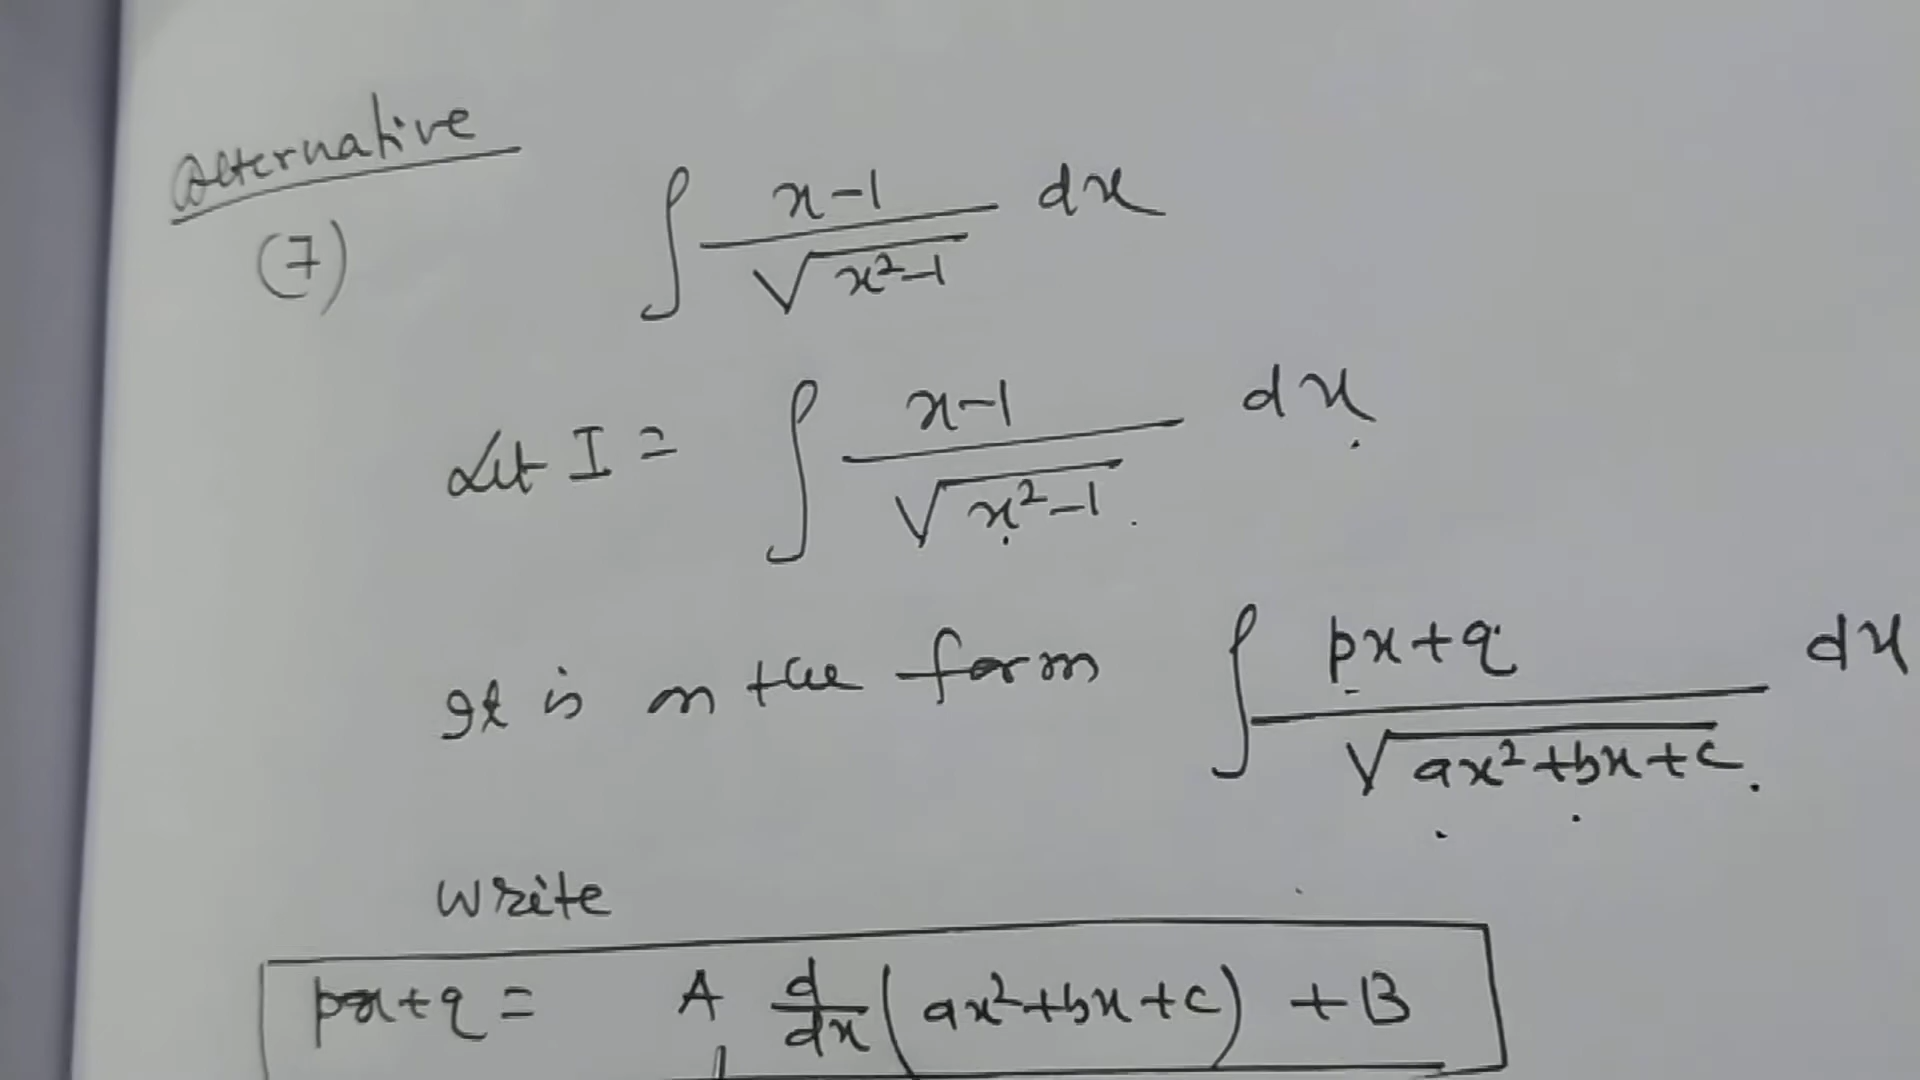 Alternative
(7) ∫ x-1 / √x²-1 dx
Let I = ∫ x-1 / √x²-1 dx
It is in the form ∫ px+q / √ax²+bx+c dx
Write
px+q = A d/dx (ax²+bx+c) + B